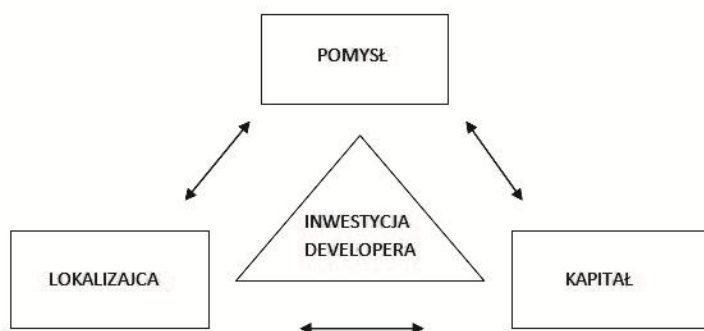 POMYSŁ
INWESTYCJA
DEVELOPERA
LOKALIZAJCA
KAPITAŁ